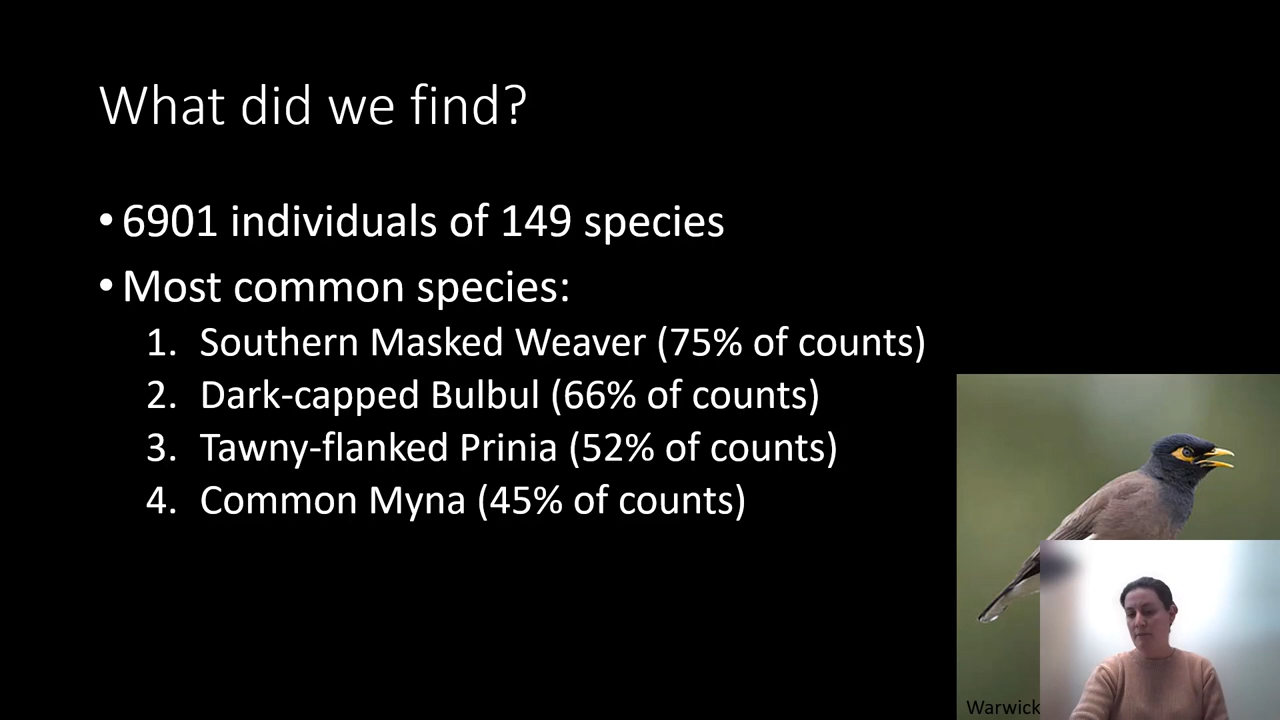 What did we find?
• 6901 individuals of 149 species
• Most common species:
1. Southern Masked Weaver (75% of counts)
2. Dark-capped Bulbul (66% of counts)
3. Tawny-flanked Prinia (52% of counts)
4. Common Myna (45% of counts)
Warwick